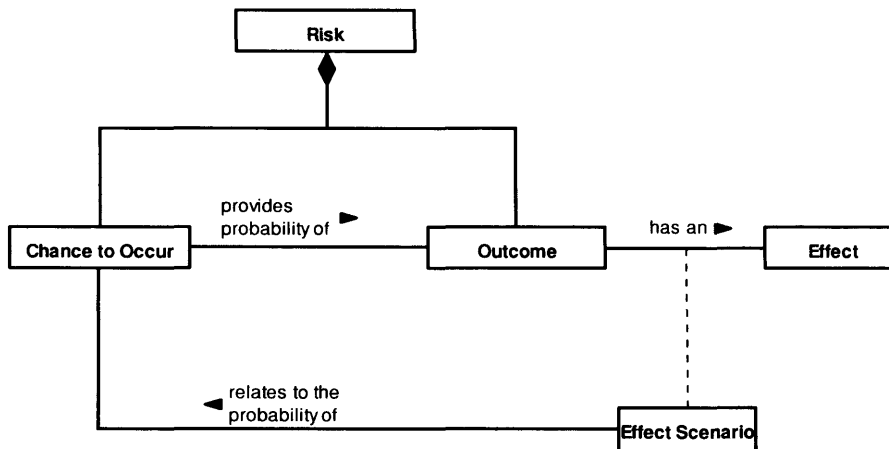 Risk
provides
probability of
Chance to Occur
Outcome
has an
Effect
relates to the
probability of
Effect Scenario